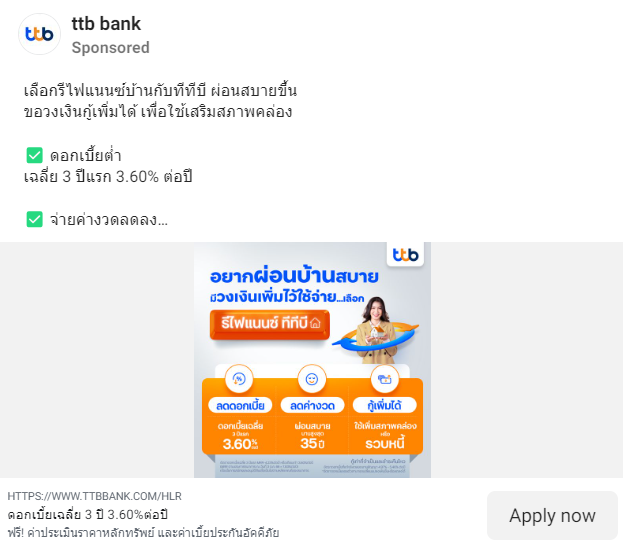 ttb bank
ttb
Sponsored
เลือกรีไฟแนนซ์บ้านกับทีทีบี ผ่อนสบายขึ้น
ขอวงเงินกู้เพิ่มได้ เพื่อใช้เสริมสภาพคล่อง
✅ ดอกเบี้ยต่ำ
เฉลี่ย 3 ปีแรก 3.60% ต่อปี
✅ จ่ายค่างวดลดลง...
ttb
อยากผ่อนบ้านสบาย
มีวงเงินเพิ่มไว้ใช้จ่าย...เลือก
รีไฟแนนซ์ ทีทีบี
ลดดอกเบี้ย
ลดค่างวด
กู้เพิ่มได้
ดอกเบี้ยเฉลี่ย
3 ปีแรก
3.60%
ผ่อนสบาย
นานสูงสุด
35 ปี
ใช้เพิ่มสภาพคล่อง
หรือ
รวบหนี้
HTTPS://WWW.TTBBANK.COM/HLR
ดอกเบี้ยเฉลี่ย 3 ปี 3.60%ต่อปี
ฟรี! ค่าประเมินราคาหลักทรัพย์ และค่าเบี้ยประกันอัคคีภัย
Apply now